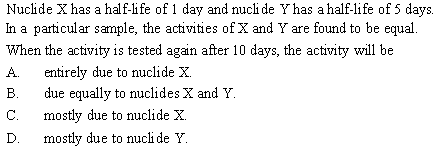 Nuclide X has a half-life of 1 day and nuclide Y has a half-life of 5 days.
In a particular sample, the activities of X and Y are found to be equal.
When the activity is tested again after 10 days, the activity will be
A. entirely due to nuclide X.
B. due equally to nuclides X and Y.
C. mostly due to nuclide X.
D. mostly due to nuclide Y.